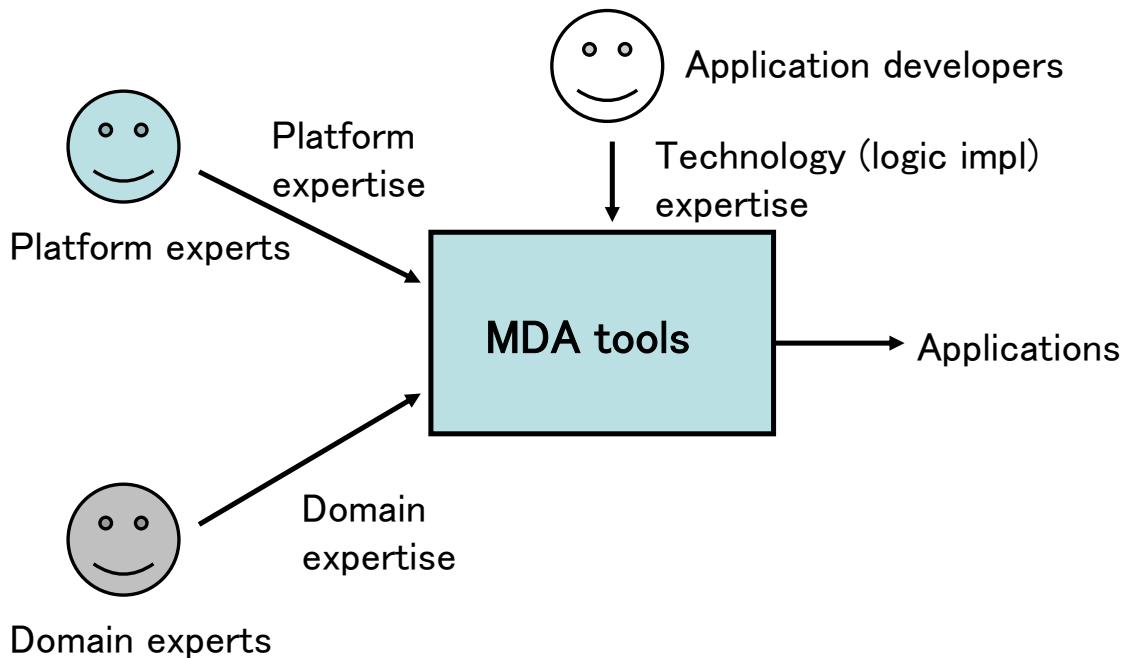 Application developers
Platform
expertise
Technology (logic impl)
expertise
Platform experts
MDA tools
Applications
Domain
expertise
Domain experts